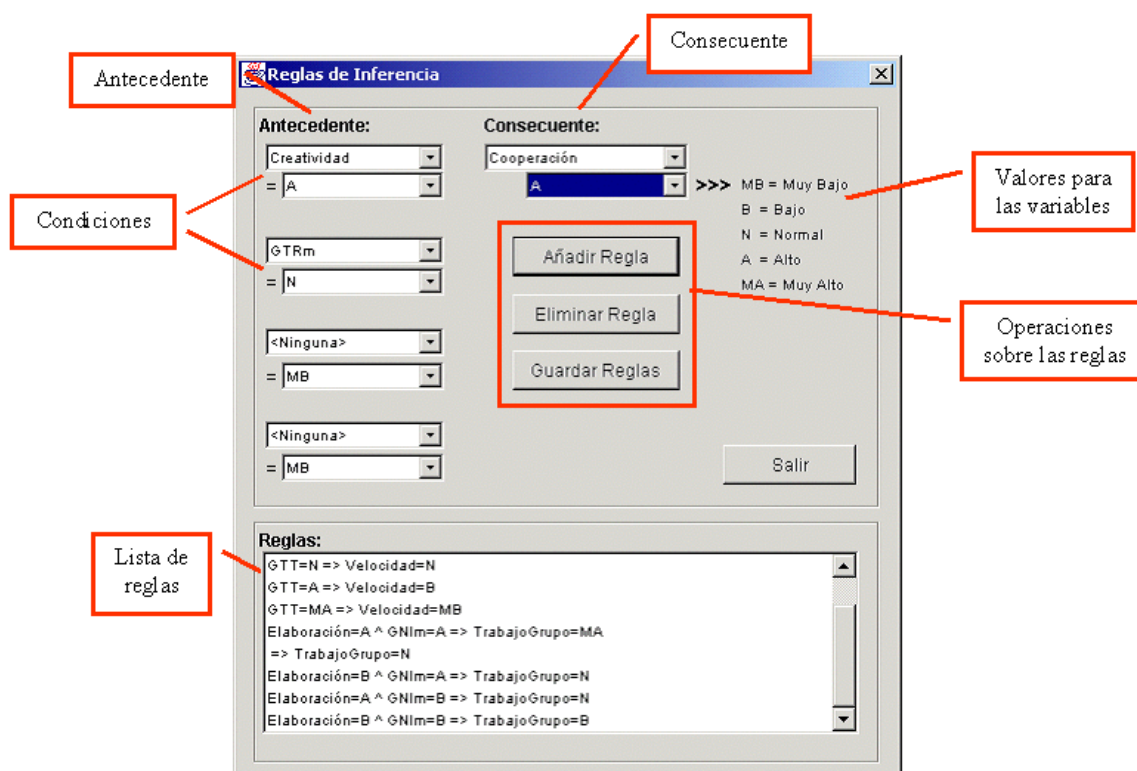 Consecuente
Antecedente
Reglas de Inferencia
Antecedente:
Consecuente:
Creatividad
Cooperación
= A
A
>>> MB = Muy Bajo
B = Bajo
N = Normal
A = Alto
MA = Muy Alto
Valores para
las variables
Condiciones
GTRm
= N
Añadir Regla
Eliminar Regla
Guardar Reglas
Operaciones
sobre las reglas
<Ninguna>
= MB
<Ninguna>
= MB
Salir
Lista de
reglas
Reglas:
GTT=N => Velocidad=N
GTT=A => Velocidad=B
GTT=MA => Velocidad=MB
Elaboración=A ^ GNIm=A => TrabajoGrupo=MA
=> TrabajoGrupo=N
Elaboración=B ^ GNIm=A => TrabajoGrupo=N
Elaboración=A ^ GNIm=B => TrabajoGrupo=N
Elaboración=B ^ GNIm=B => TrabajoGrupo=B